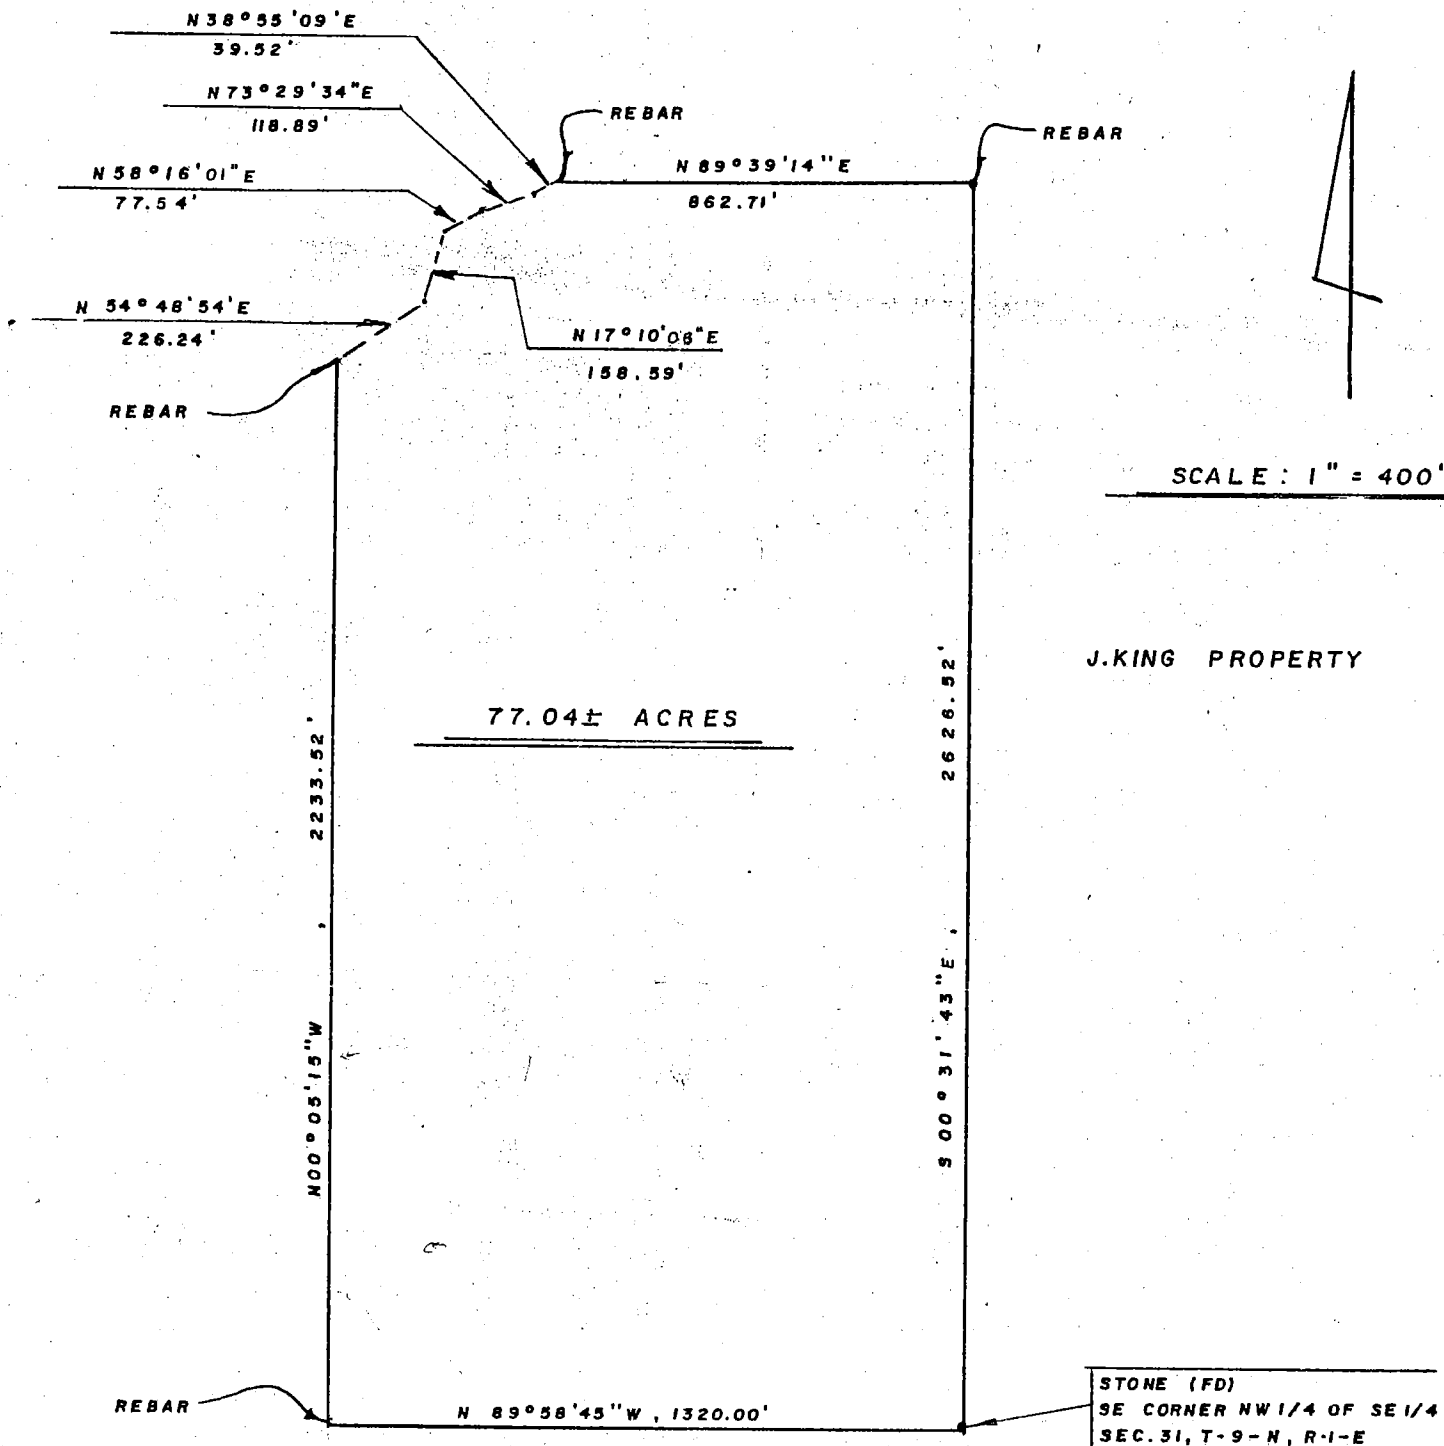 N 38°55'09'E
39.52'
N 73°29'34"E
118.89'
REBAR
REBAR
N 58°16'01"E
77.54'
N 89°39'14"E
862.71'
N 54°48'54'E
226.24'
N 17°10'06"E
158.59'
REBAR
SCALE: 1" = 400'
J.KING PROPERTY
77.04± ACRES
N00°05'15"W , 2233.52'
S 00°31'43"E , 2626.52'
REBAR
N 89°58'45"W , 1320.00'
STONE (FD)
SE CORNER NW 1/4 OF SE 1/4
SEC. 31, T-9-N, R-1-E